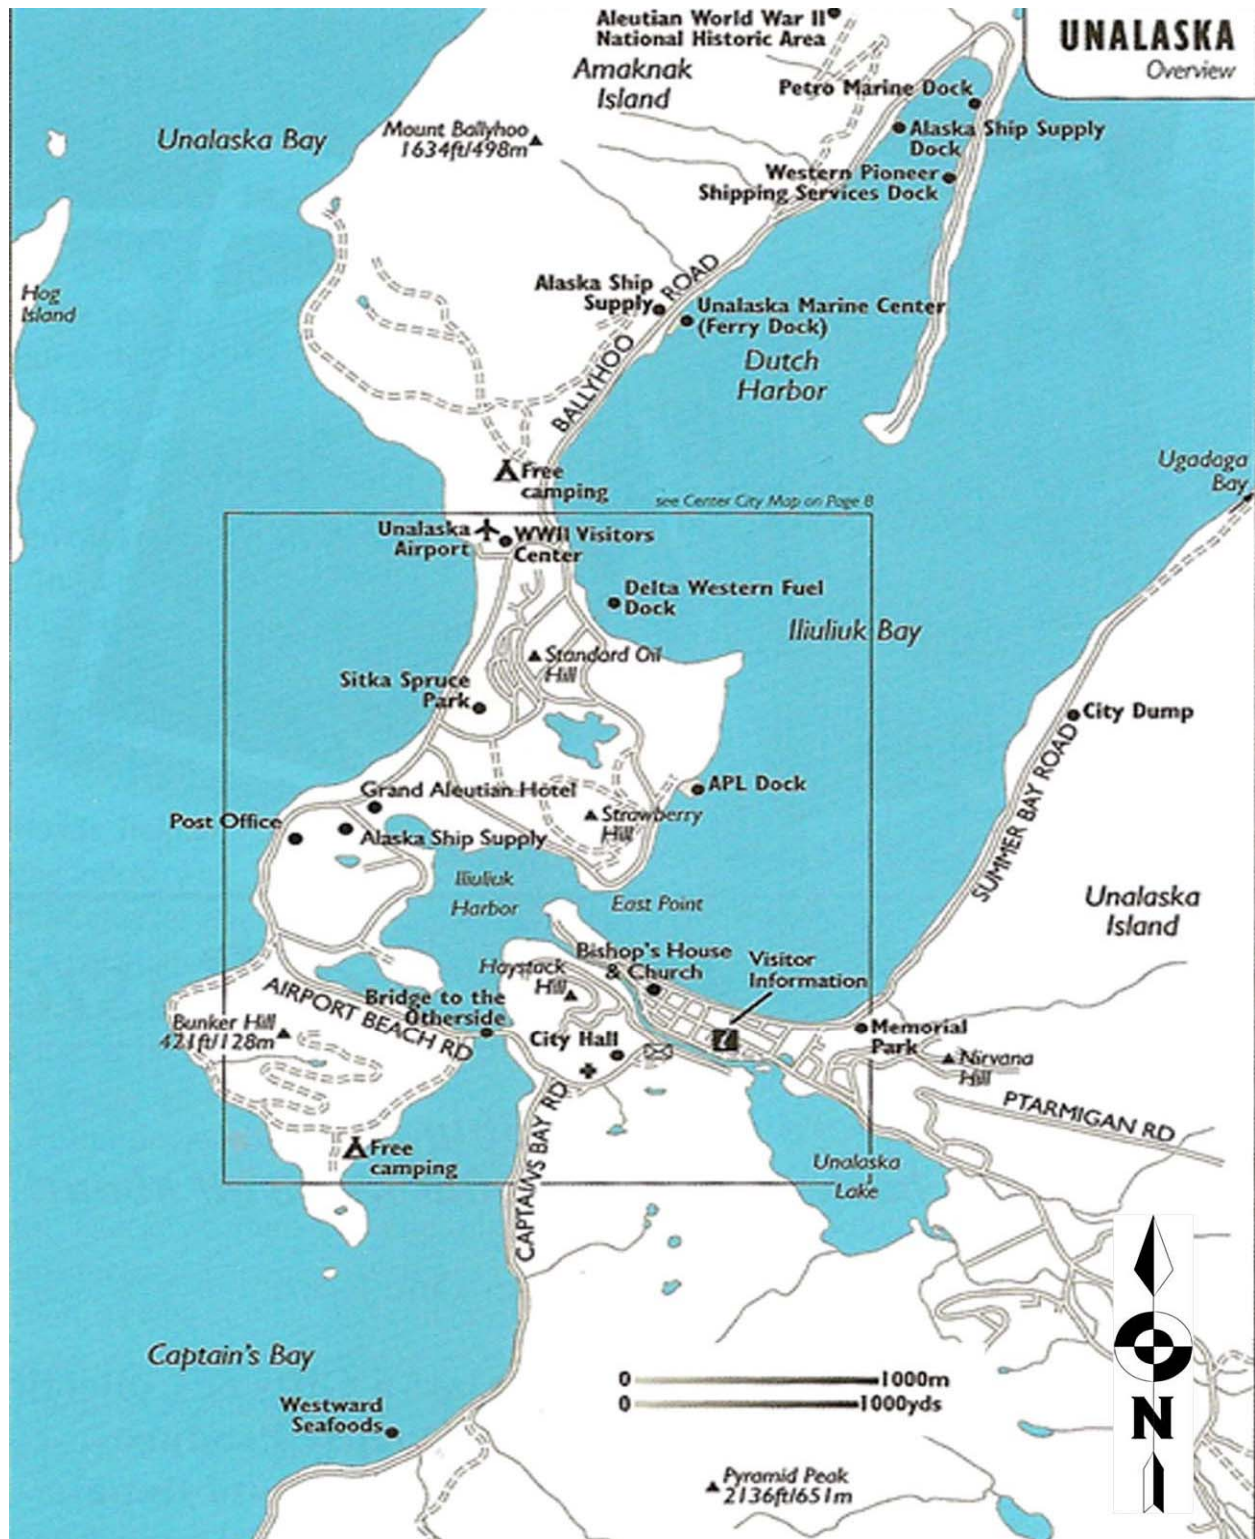 Aleutian World War II
National Historic Area
UNALASKA
Overview
Amaknak
Island
Petro Marine Dock
Unalaska Bay
Mount Ballyhoo
1634ft/498m
Alaska Ship Supply
Dock
Western Pioneer
Shipping Services Dock
Hog
Island
Alaska Ship
Supply
BALLYHOO ROAD
Unalaska Marine Center
(Ferry Dock)
Dutch
Harbor
Ugadaga
Bay
Free
camping
see Center City Map on Page 8
Unalaska
Airport
WWII Visitors
Center
Delta Western Fuel
Dock
Iliuliuk Bay
Standard Oil
Hill
Sitka Spruce
Park
City Dump
SUMMER BAY ROAD
APL Dock
Grand Aleutian Hotel
Post Office
Strawberry
Hill
Alaska Ship Supply
Iliuliuk
Harbor
East Point
Unalaska
Island
Bishop's House
& Church
Visitor
Information
Haystack
Hill
AIRPORT BEACH RD
Bridge to the
Otherside
Bunker Hill
421ft/128m
City Hall
Memorial
Park
Nirvana
Hill
PTARMIGAN RD
CAPTAINS BAY RD
Free
camping
Unalaska
Lake
Captain's Bay
0 1000m
0 1000yds
Westward
Seafoods
N
Pyramid Peak
2136ft/651m